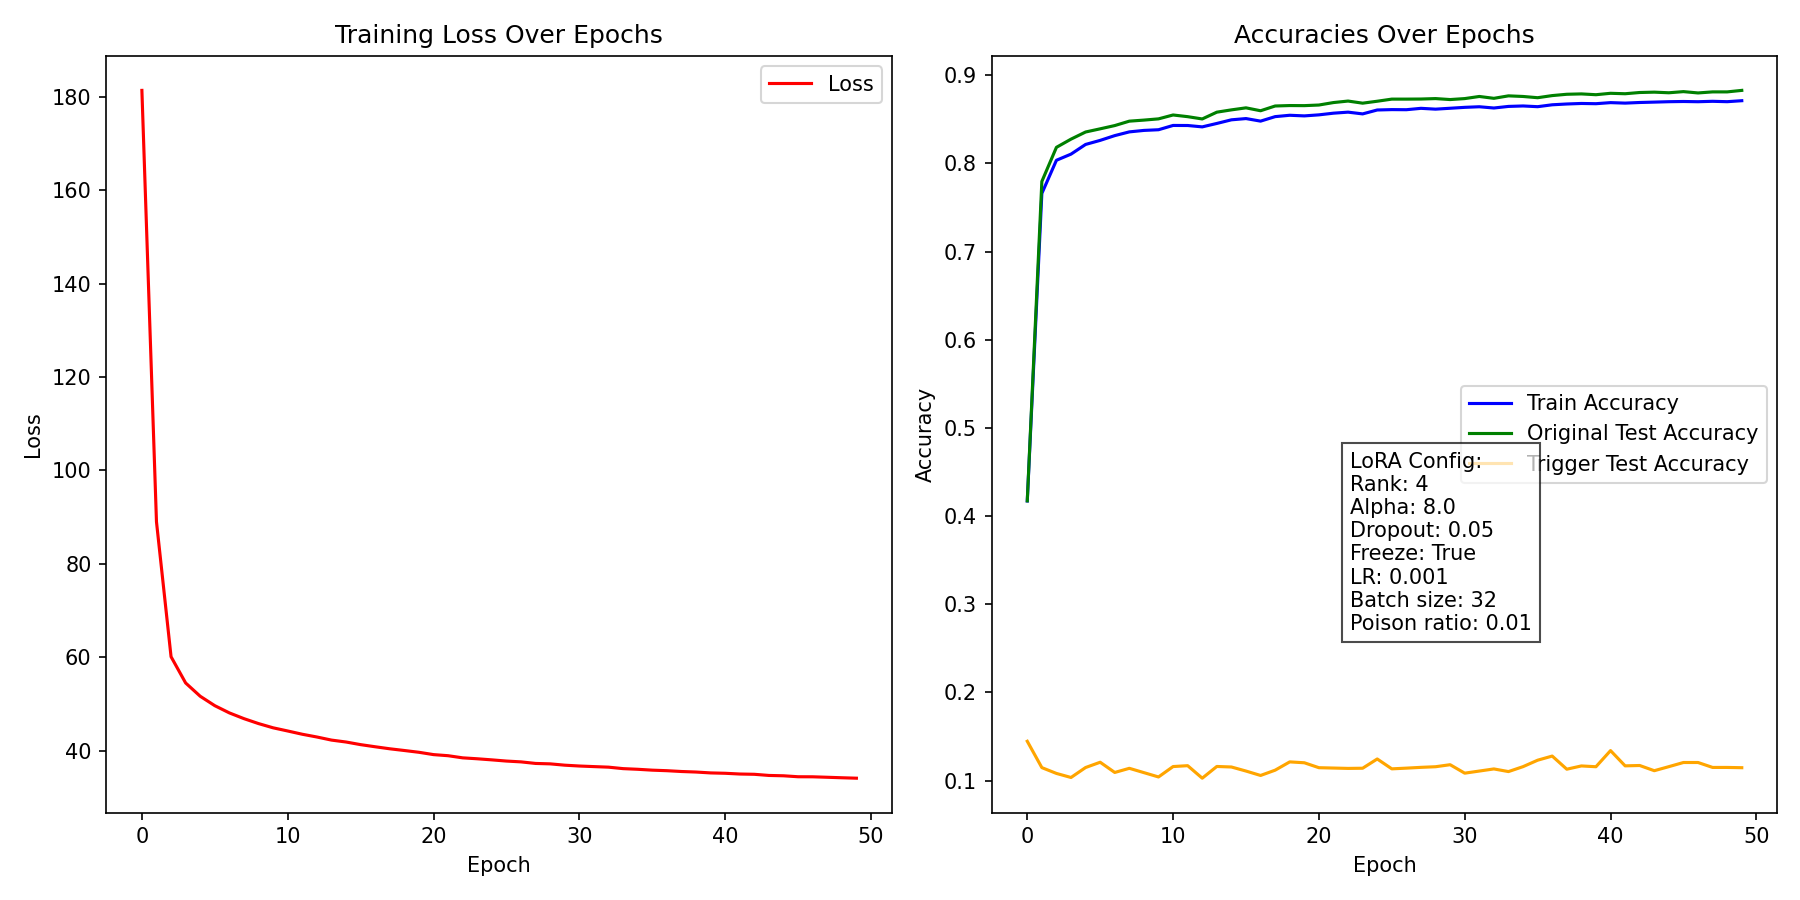 Training Loss Over Epochs
Loss
180
160
140
120
100
80
60
40
Loss
0 10 20 30 40 50
Epoch
Accuracies Over Epochs
0.9
0.8
0.7
0.6
0.5
0.4
0.3
0.2
0.1
Accuracy
Train Accuracy
Original Test Accuracy
Trigger Test Accuracy
LoRA Config:
Rank: 4
Alpha: 8.0
Dropout: 0.05
Freeze: True
LR: 0.001
Batch size: 32
Poison ratio: 0.01
0 10 20 30 40 50
Epoch